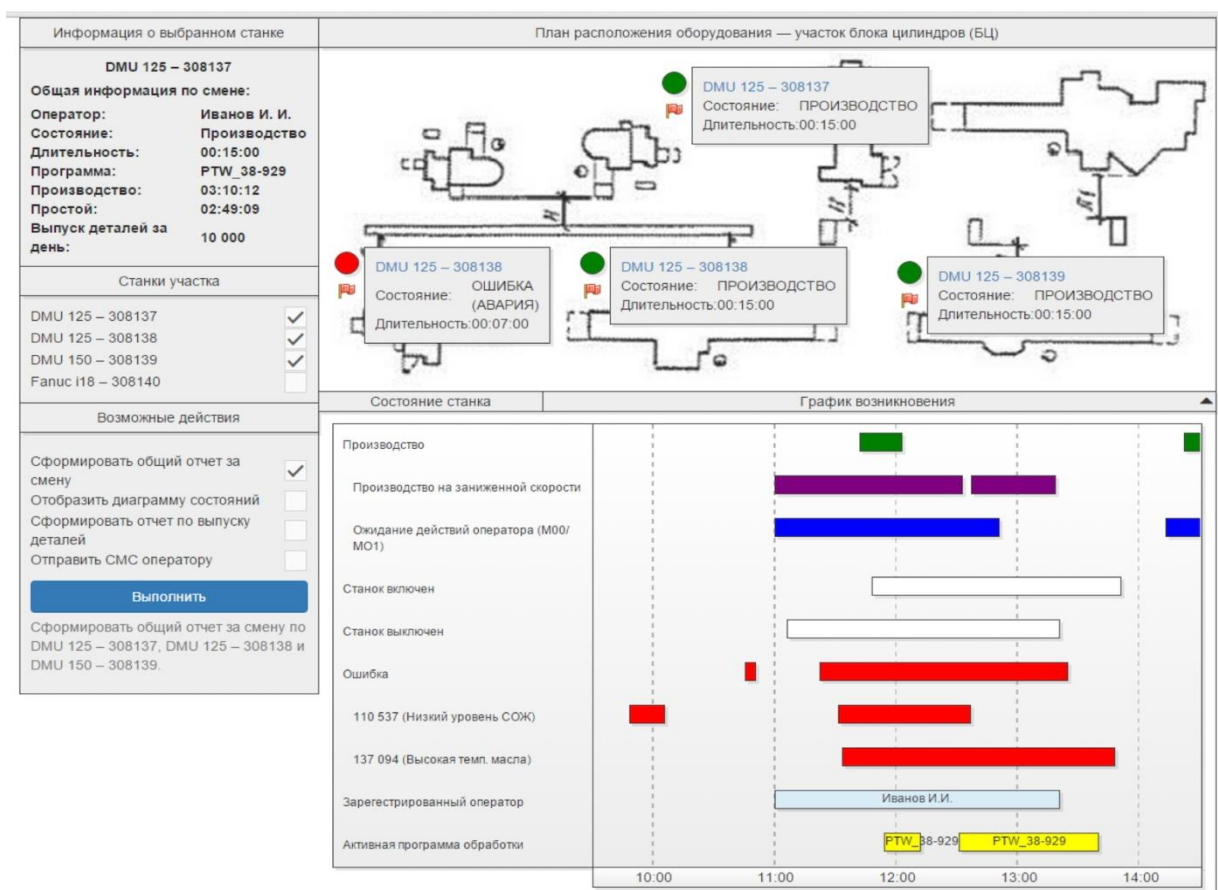 Информация о выбранном станке
DMU 125 – 308137
Общая информация по смене:
Оператор: Иванов И. И.
Состояние: Производство
Длительность: 00:15:00
Программа: PTW_38-929
Производство: 03:10:12
Простой: 02:49:09
Выпуск деталей за
день: 10 000
Станки участка
DMU 125 – 308137
DMU 125 – 308138
DMU 150 – 308139
Fanuc i18 – 308140
Возможные действия
Сформировать общий отчет за
смену
Отобразить диаграмму состояний
Сформировать отчет по выпуску
деталей
Отправить СМС оператору
Выполнить
Сформировать общий отчет за смену по
DMU 125 – 308137, DMU 125 – 308138 и
DMU 150 – 308139.
План расположения оборудования — участок блока цилиндров (БЦ)
DMU 125 – 308137
Состояние: ПРОИЗВОДСТВО
Длительность:00:15:00
DMU 125 – 308138
Состояние: ОШИБКА
(АВАРИЯ)
Длительность:00:07:00
DMU 125 – 308138
Состояние: ПРОИЗВОДСТВО
Длительность:00:15:00
DMU 125 – 308139
Состояние: ПРОИЗВОДСТВО
Длительность:00:15:00
Состояние станка
График возникновения
Производство
Производство на заниженной скорости
Ожидание действий оператора (M00/
MO1)
Станок включен
Станок выключен
Ошибка
110 537 (Низкий уровень СОЖ)
137 094 (Высокая темп. масла)
Зарегестрированный оператор
Иванов И.И.
Активная программа обработки
PTW_38-929
PTW_38-929
10:00 11:00 12:00 13:00 14:00